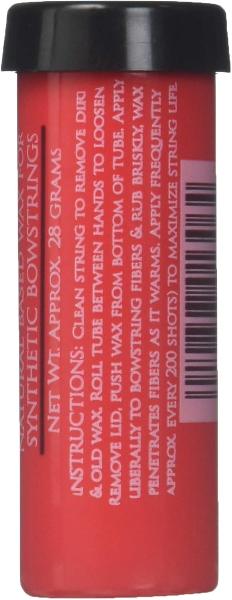 NATURAL BASED WAX FOR
SYNTHETIC BOWSTRINGS
NET WT. APPROX. 28 GRAMS
INSTRUCTIONS: CLEAN STRING TO REMOVE DIRT
& OLD WAX. ROLL TUBE BETWEEN HANDS TO LOOSEN
REMOVE LID, PUSH WAX FROM BOTTOM OF TUBE. APPLY
LIBERALLY TO BOWSTRING FIBERS & RUB BRISKLY, WAX
PENETRATES FIBERS AS IT WARMS. APPLY FREQUENTLY
APPROX. EVERY 200 SHOTS) TO MAXIMIZE STRING LIFE.